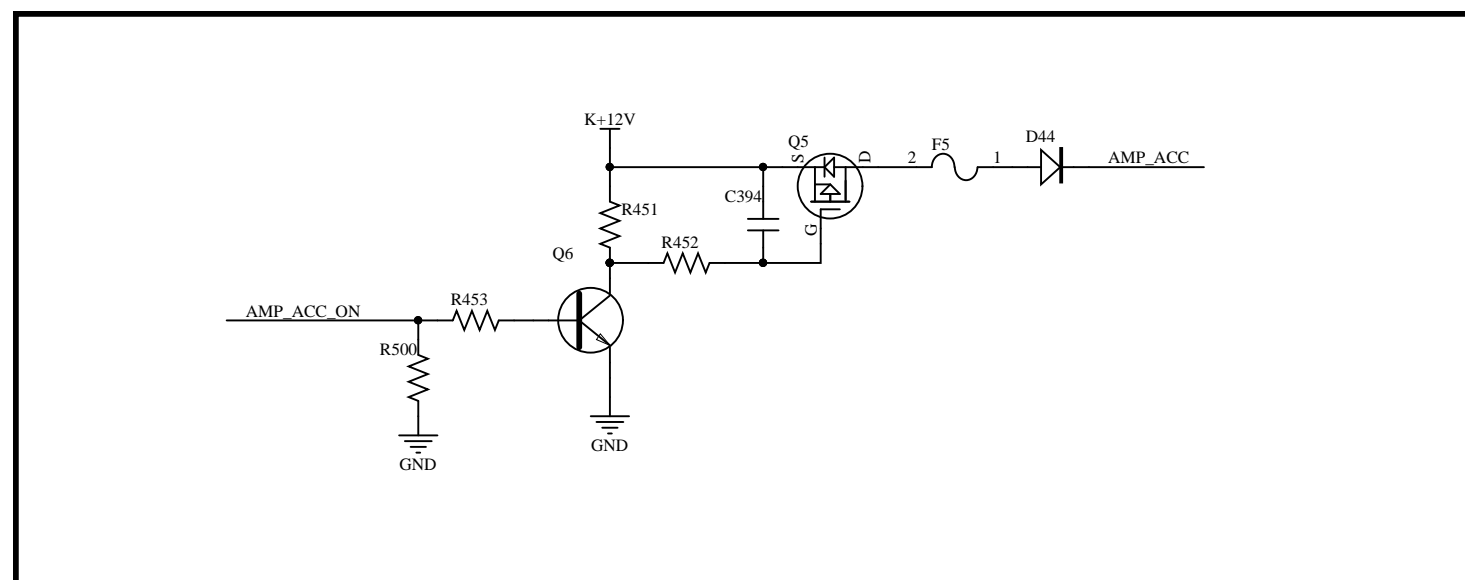 K+12V
Q5
S
D
2
F5
1
D44
AMP_ACC
C394
R451
G
R452
Q6
R453
AMP_ACC_ON
R500
GND
GND